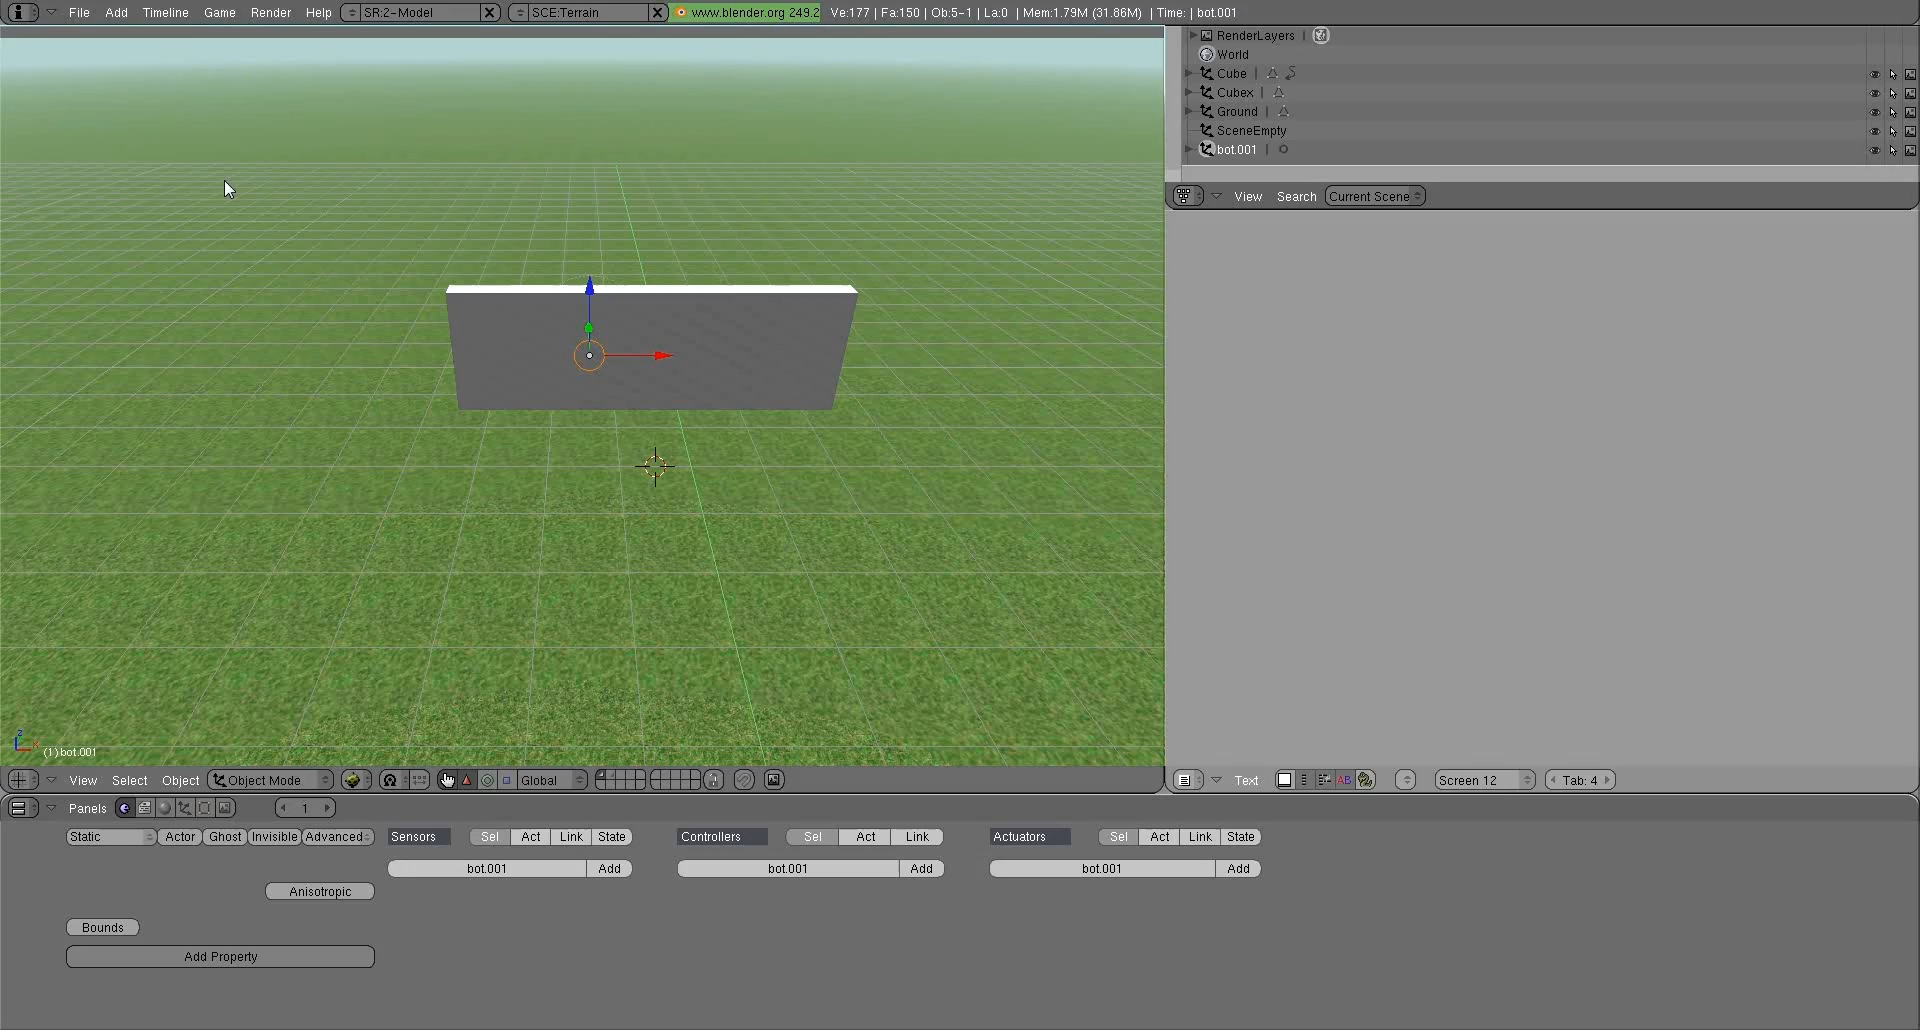 File Add Timeline Game Render Help SR:2-Model SCE:Terrain www.blender.org 249.2 Ve:177 | Fa:150 | Ob:5-1 | La:0 | Mem:1.79M (31.86M) | Time: | bot.001
RenderLayers
World
Cube
Cubex
Ground
SceneEmpty
bot.001
View Search Current Scene
z
x
(1) bot.001
View Select Object Object Mode Global
Text AB Screen 12 Tab: 4
Panels 1
Static Actor Ghost Invisible Advanced Sensors Sel Act Link State Controllers Sel Act Link Actuators Sel Act Link State
bot.001 Add bot.001 Add bot.001 Add
Anisotropic
Bounds
Add Property